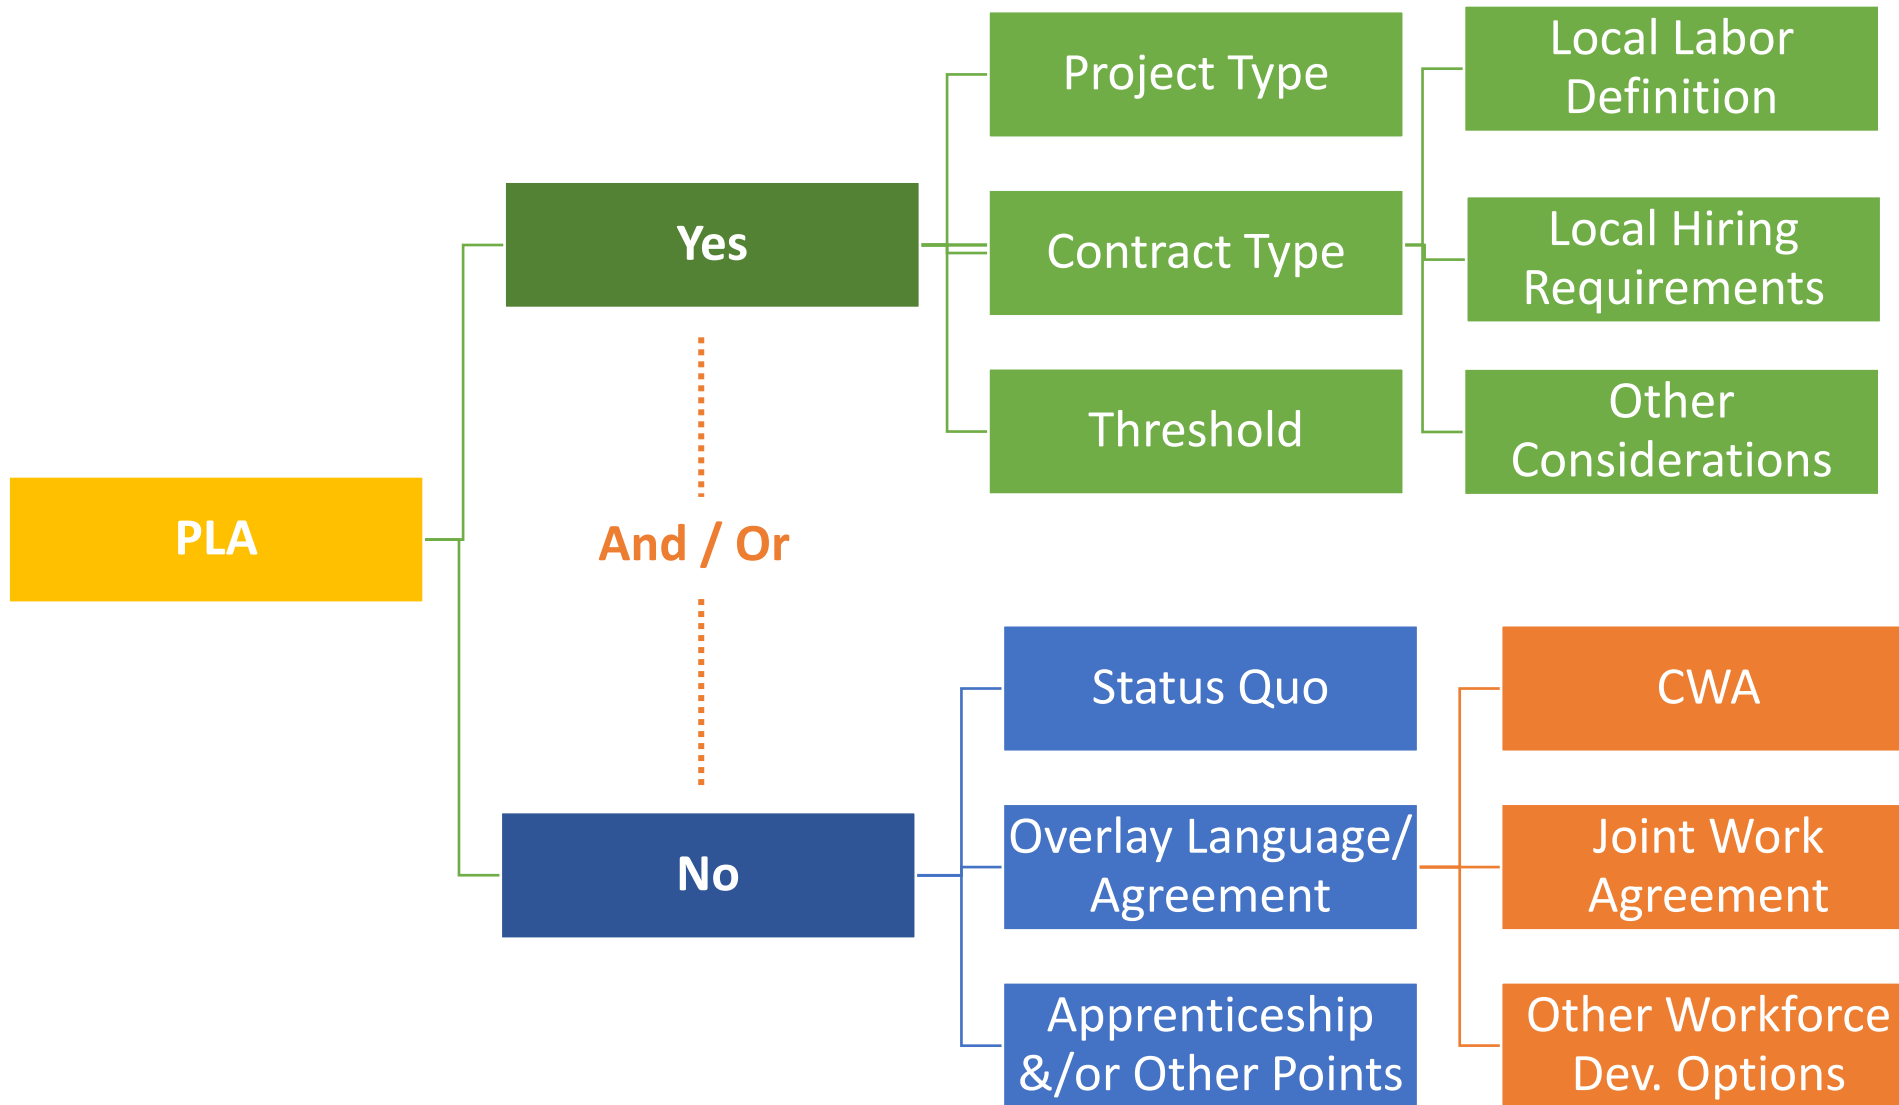 PLA
Yes
And / Or
No
Project Type
Contract Type
Threshold
Local Labor
Definition
Local Hiring
Requirements
Other
Considerations
Status Quo
Overlay Language/
Agreement
Apprenticeship
&/or Other Points
CWA
Joint Work
Agreement
Other Workforce
Dev. Options